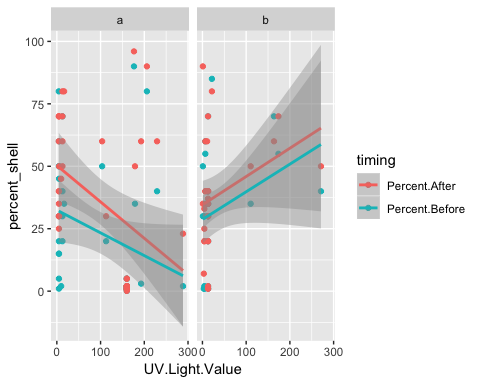 a b
100
75
50
25
0
percent_shell
0 100 200 300 0 100 200 300
UV.Light.Value
timing
Percent.After
Percent.Before